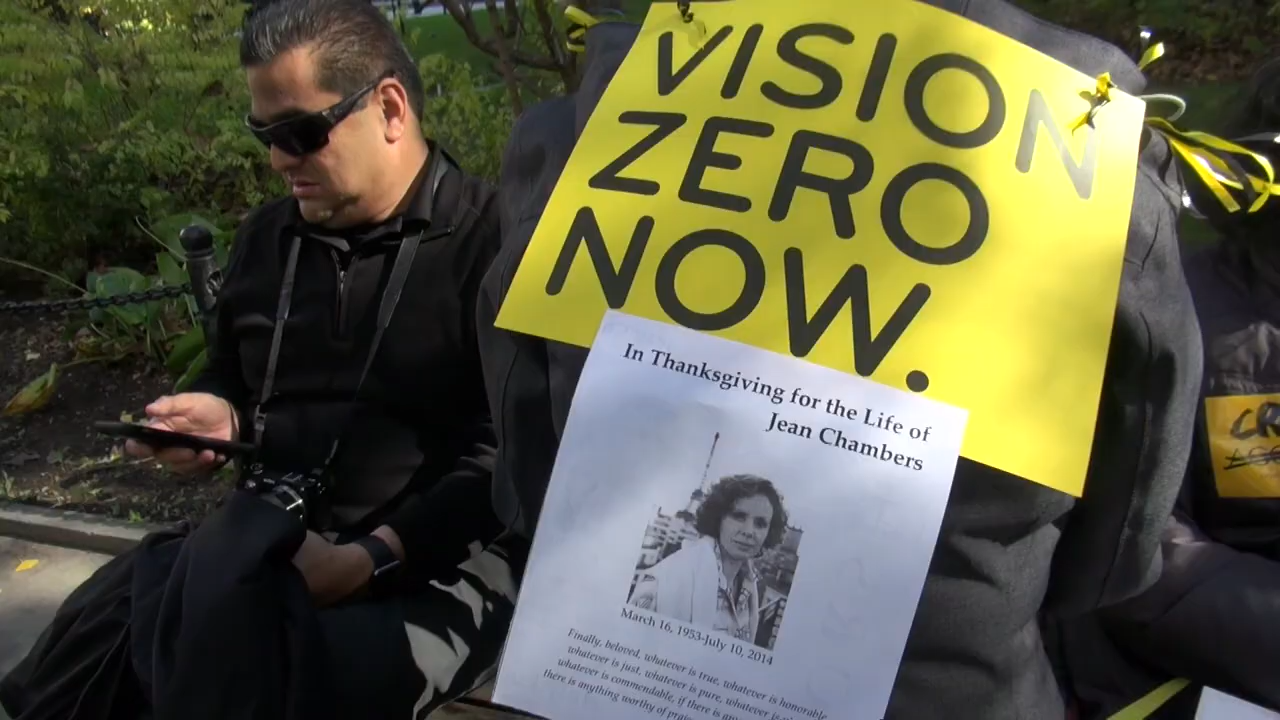 VISION
ZERO
NOW.
In Thanksgiving for the Life of
Jean Chambers
March 16, 1953-July 10, 2014
Finally, beloved, whatever is true, whatever is honorable
whatever is just, whatever is pure, whatever
whatever is commendable, if there is
there is anything worthy of
CR